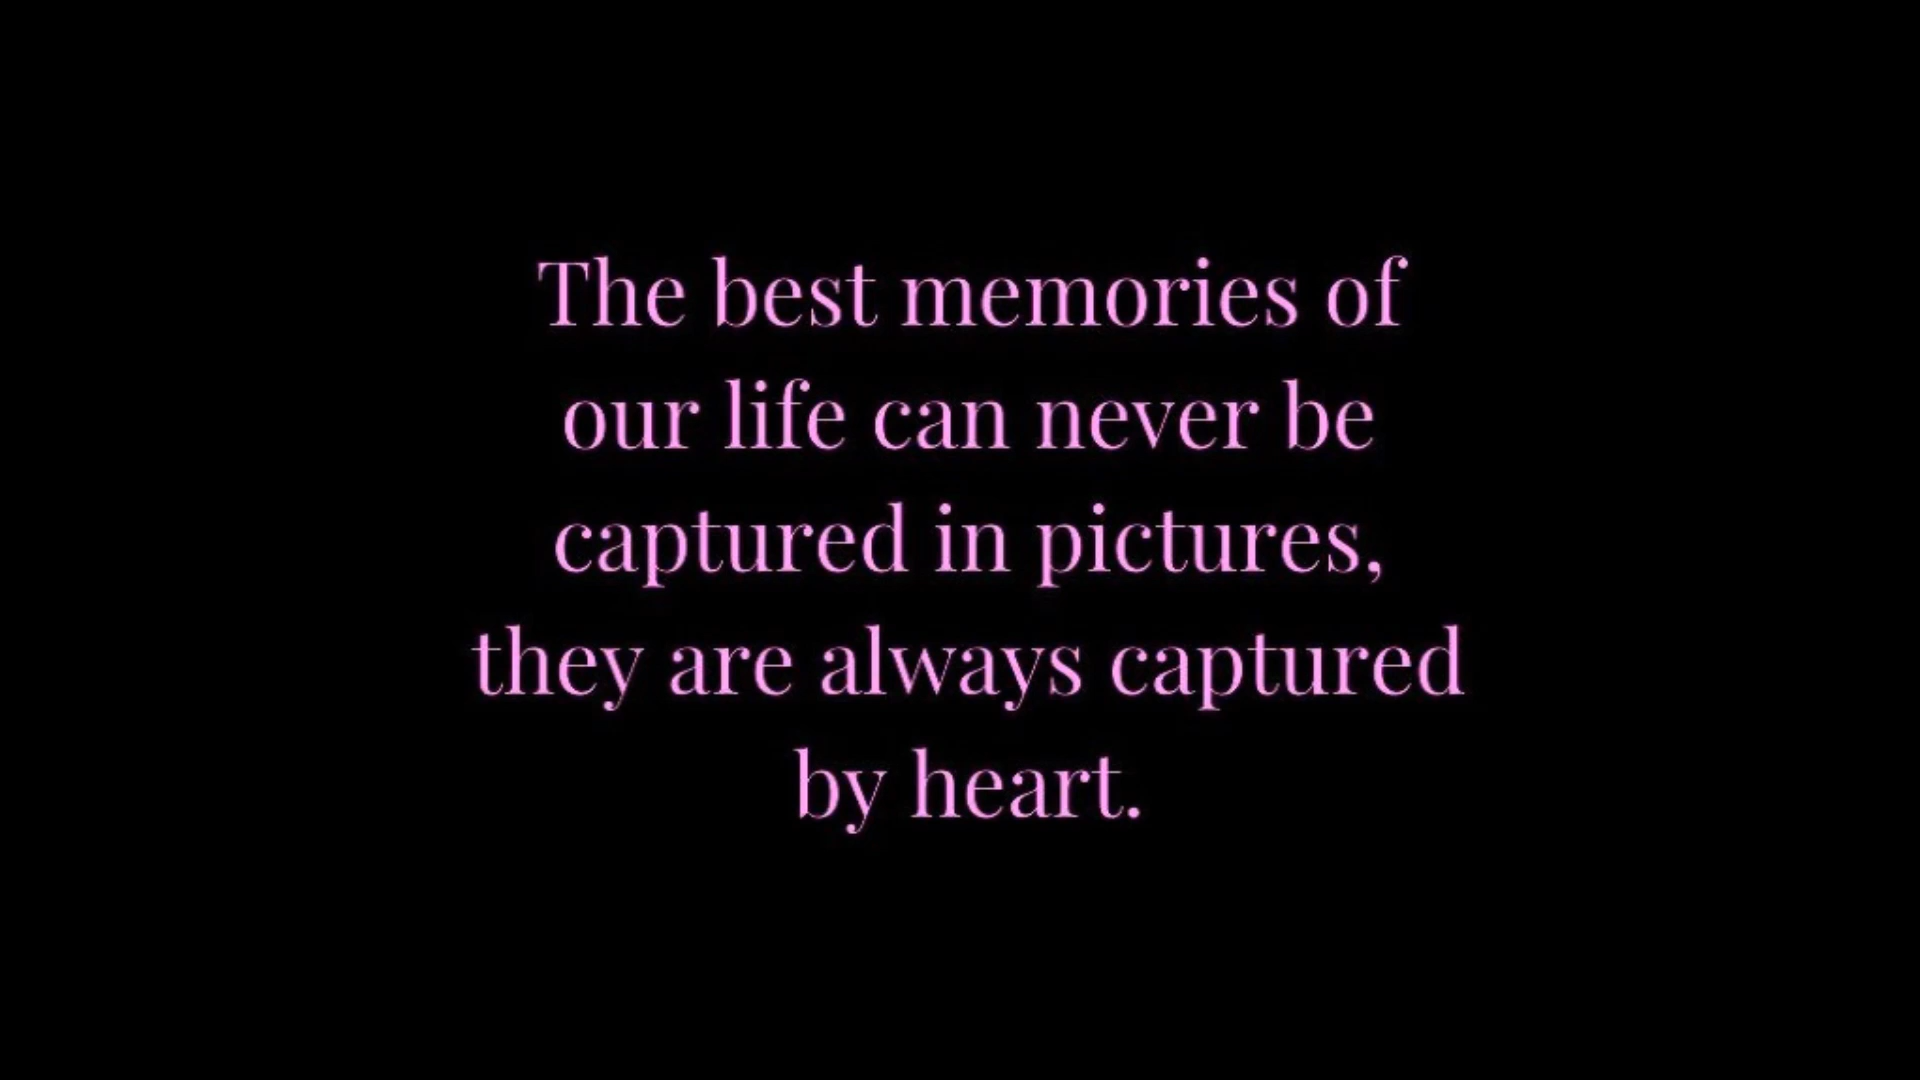 The best memories of
our life can never be
captured in pictures,
they are always captured
by heart.